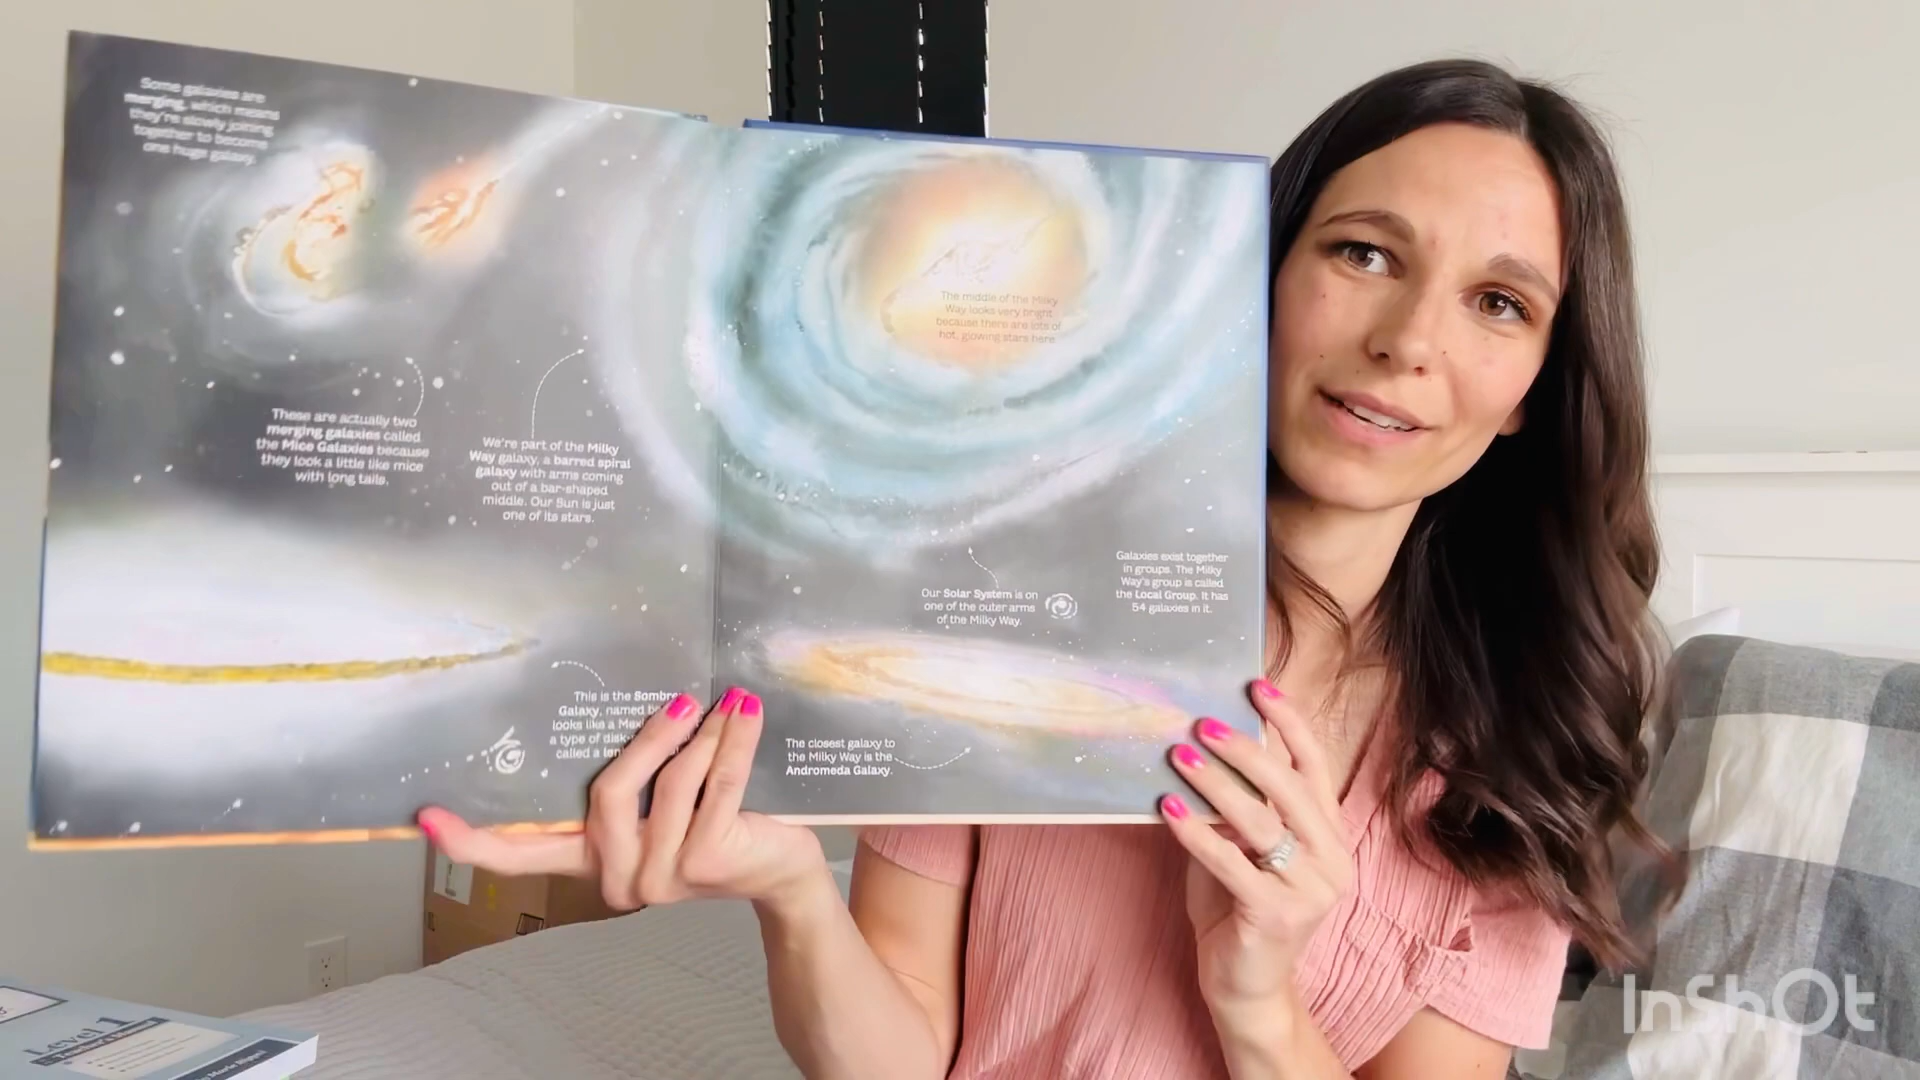 Some galaxies are
merging, which means
they're slowly joining
together to become
one huge galaxy.
These are actually two
merging galaxies called
the Mice Galaxies because
they look a little like mice
with long tails.
We're part of the Milky
Way galaxy, a barred spiral
galaxy with arms coming
out of a bar-shaped
middle. Our Sun is just
one of its stars.
This is the
Galaxy, named
looks like a
a type of
called a
The middle of the Milky
Way looks very bright
because there are lots of
hot, glowing stars here.
Our Solar System is on
one of the outer arms
of the Milky Way.
Galaxies exist together
in groups. The Milky
Way's group is called
the Local Group. It has
54 galaxies in it.
The closest galaxy to
the Milky Way is the
Andromeda Galaxy.
Level 1
InShOt